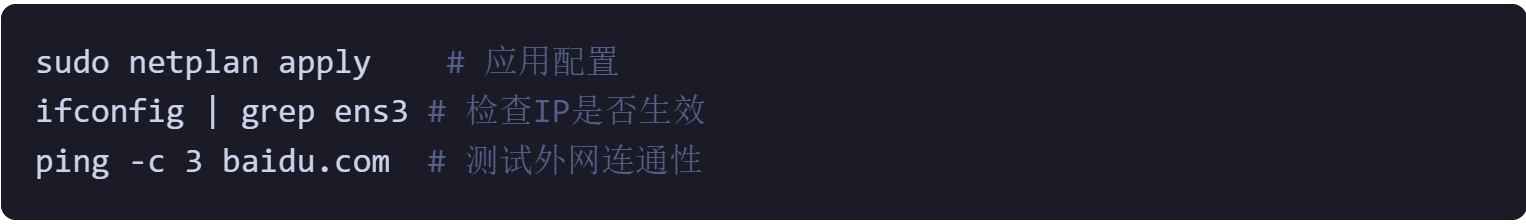 sudo netplan apply    # 应用配置
ifconfig | grep ens3 # 检查IP是否生效
ping -c 3 baidu.com  # 测试外网连通性